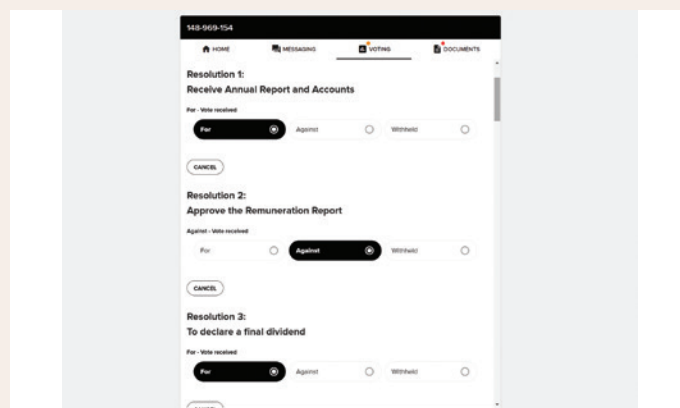 148-969-154
HOME MESSAGING VOTING DOCUMENTS
Resolution 1:
Receive Annual Report and Accounts
For - Vote received
For Against Withheld
CANCEL
Resolution 2:
Approve the Remuneration Report
Against - Vote received
For Against Withheld
CANCEL
Resolution 3:
To declare a final dividend
For - Vote received
For Against Withheld
CANCEL